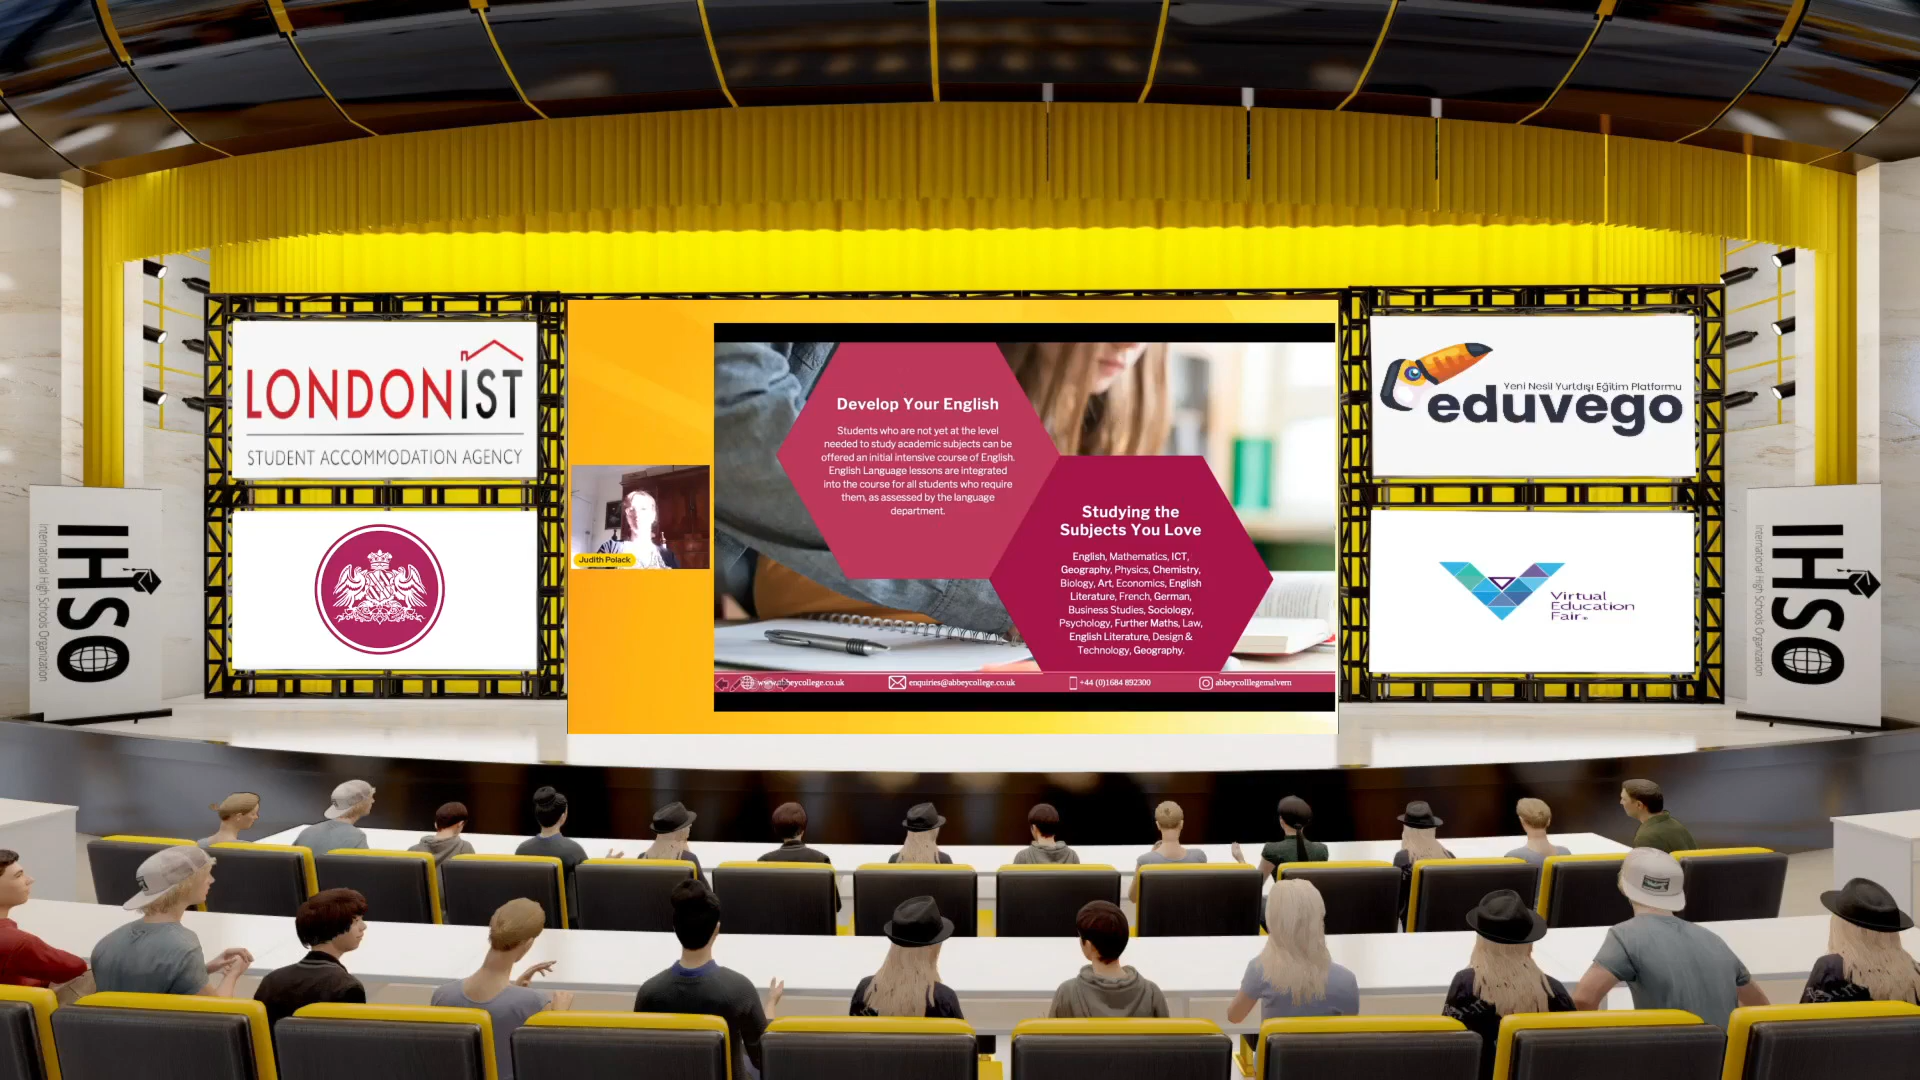 LONDONIST
STUDENT ACCOMMODATION AGENCY
IHSO
International High Schools Organization
Judith Polack
Develop Your English
Students who are not yet at the level
needed to study academic subjects can be
offered an initial intensive course of English.
English Language lessons are integrated
into the course for all students who require
them, as assessed by the language
department.
Studying the
Subjects You Love
English, Mathematics, ICT,
Geography, Physics, Chemistry,
Biology, Art, Economics, English
Literature, French, German,
Business Studies, Sociology,
Psychology, Further Maths, Law,
English Literature, Design &
Technology, Geography.
www.abbeycollege.co.uk
enquiries@abbeycollege.co.uk
+44 (0)1684 892300
abbeycolllegemalvern
Yeni Nesil Yurtdışı Eğitim Platformu
eduvego
Virtual
Education
Fair
IHSO
International High Schools Organization